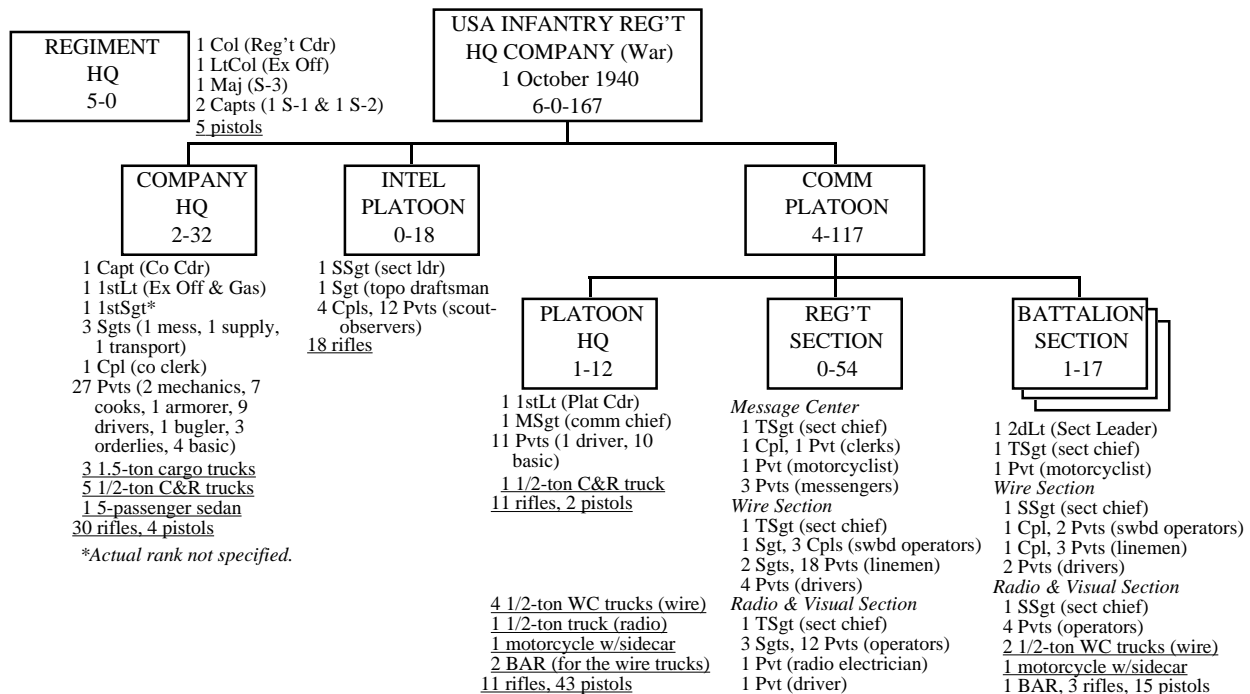 REGIMENT
HQ
5-0
1 Col (Reg't Cdr)
1 LtCol (Ex Off)
1 Maj (S-3)
2 Capts (1 S-1 & 1 S-2)
5 pistols
USA INFANTRY REG'T
HQ COMPANY (War)
1 October 1940
6-0-167
COMPANY
HQ
2-32
1 Capt (Co Cdr)
1 1stLt (Ex Off & Gas)
1 1stSgt*
3 Sgts (1 mess, 1 supply,
1 transport)
1 Cpl (co clerk)
27 Pvts (2 mechanics, 7
cooks, 1 armorer, 9
drivers, 1 bugler, 3
orderlies, 4 basic)
3 1.5-ton cargo trucks
5 1/2-ton C&R trucks
1 5-passenger sedan
30 rifles, 4 pistols
*Actual rank not specified.
INTEL
PLATOON
0-18
1 SSgt (sect ldr)
1 Sgt (topo draftsman
4 Cpls, 12 Pvts (scout-
observers)
18 rifles
COMM
PLATOON
4-117
PLATOON
HQ
1-12
1 1stLt (Plat Cdr)
1 MSgt (comm chief)
11 Pvts (1 driver, 10
basic)
1 1/2-ton C&R truck
11 rifles, 2 pistols
REG'T
SECTION
0-54
Message Center
1 TSgt (sect chief)
1 Cpl, 1 Pvt (clerks)
1 Pvt (motorcyclist)
3 Pvts (messengers)
Wire Section
1 TSgt (sect chief)
1 Sgt, 3 Cpls (swbd operators)
2 Sgts, 18 Pvts (linemen)
4 Pvts (drivers)
Radio & Visual Section
1 TSgt (sect chief)
3 Sgts, 12 Pvts (operators)
1 Pvt (radio electrician)
1 Pvt (driver)
4 1/2-ton WC trucks (wire)
1 1/2-ton truck (radio)
1 motorcycle w/sidecar
2 BAR (for the wire trucks)
11 rifles, 43 pistols
BATTALION
SECTION
1-17
1 2dLt (Sect Leader)
1 TSgt (sect chief)
1 Pvt (motorcyclist)
Wire Section
1 SSgt (sect chief)
1 Cpl, 2 Pvts (swbd operators)
1 Cpl, 3 Pvts (linemen)
2 Pvts (drivers)
Radio & Visual Section
1 SSgt (sect chief)
4 Pvts (operators)
2 1/2-ton WC trucks (wire)
1 motorcycle w/sidecar
1 BAR, 3 rifles, 15 pistols